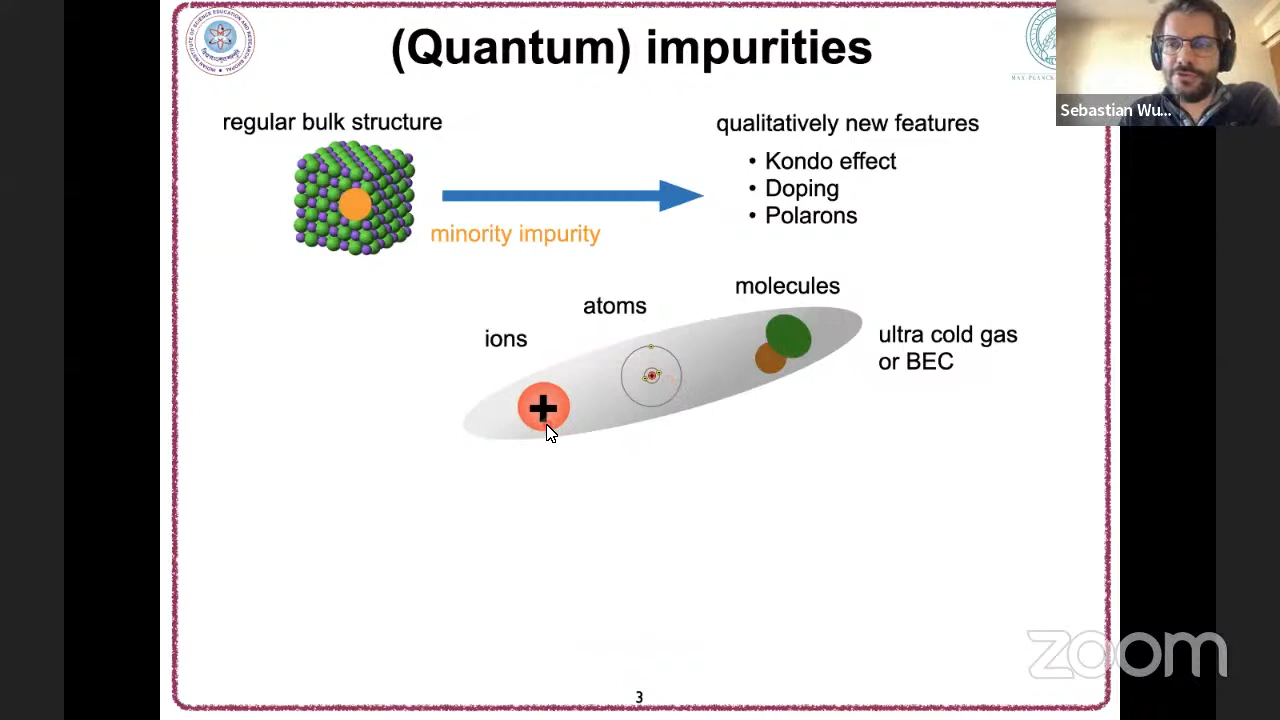 (Quantum) impurities
Sebastian Wu...
regular bulk structure
qualitatively new features
• Kondo effect
• Doping
• Polarons
minority impurity
molecules
atoms
ions
ultra cold gas
or BEC
+
zoom
3